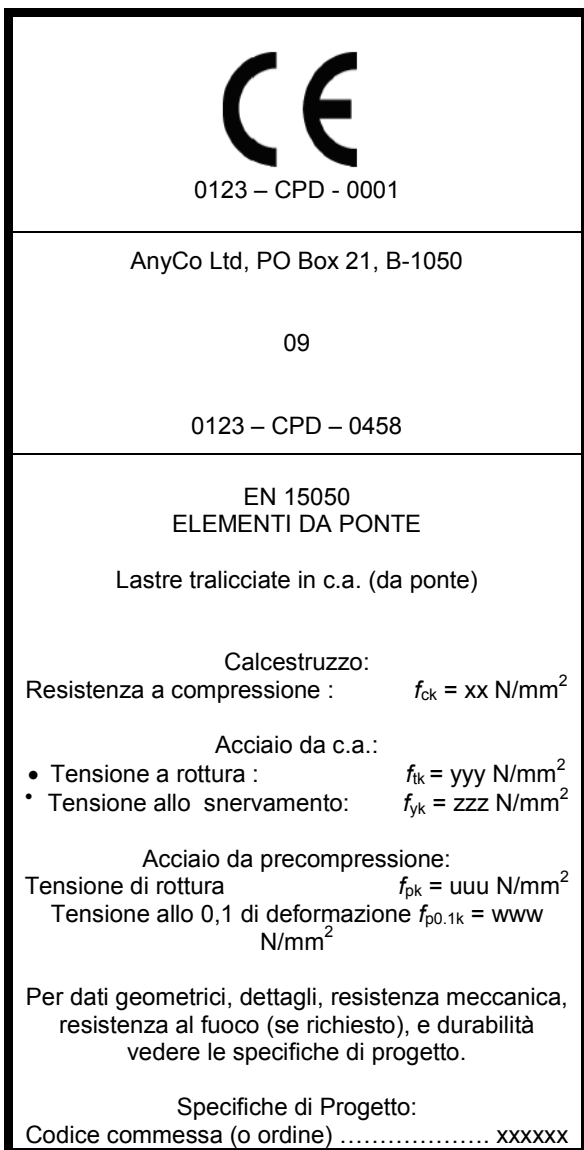 CE
0123 – CPD - 0001
AnyCo Ltd, PO Box 21, B-1050
09
0123 – CPD – 0458
EN 15050
ELEMENTI DA PONTE
Lastre tralicciate in c.a. (da ponte)
Calcestruzzo:
Resistenza a compressione : fck = xx N/mm²
Acciaio da c.a.:
• Tensione a rottura : ftk = yyy N/mm²
• Tensione allo snervamento: fyk = zzz N/mm²
Acciaio da precompressione:
Tensione di rottura fpk = uuu N/mm²
Tensione allo 0,1 di deformazione fp0.1k = www
N/mm²
Per dati geometrici, dettagli, resistenza meccanica,
resistenza al fuoco (se richiesto), e durabilità
vedere le specifiche di progetto.
Specifiche di Progetto:
Codice commessa (o ordine) ………………. xxxxxx